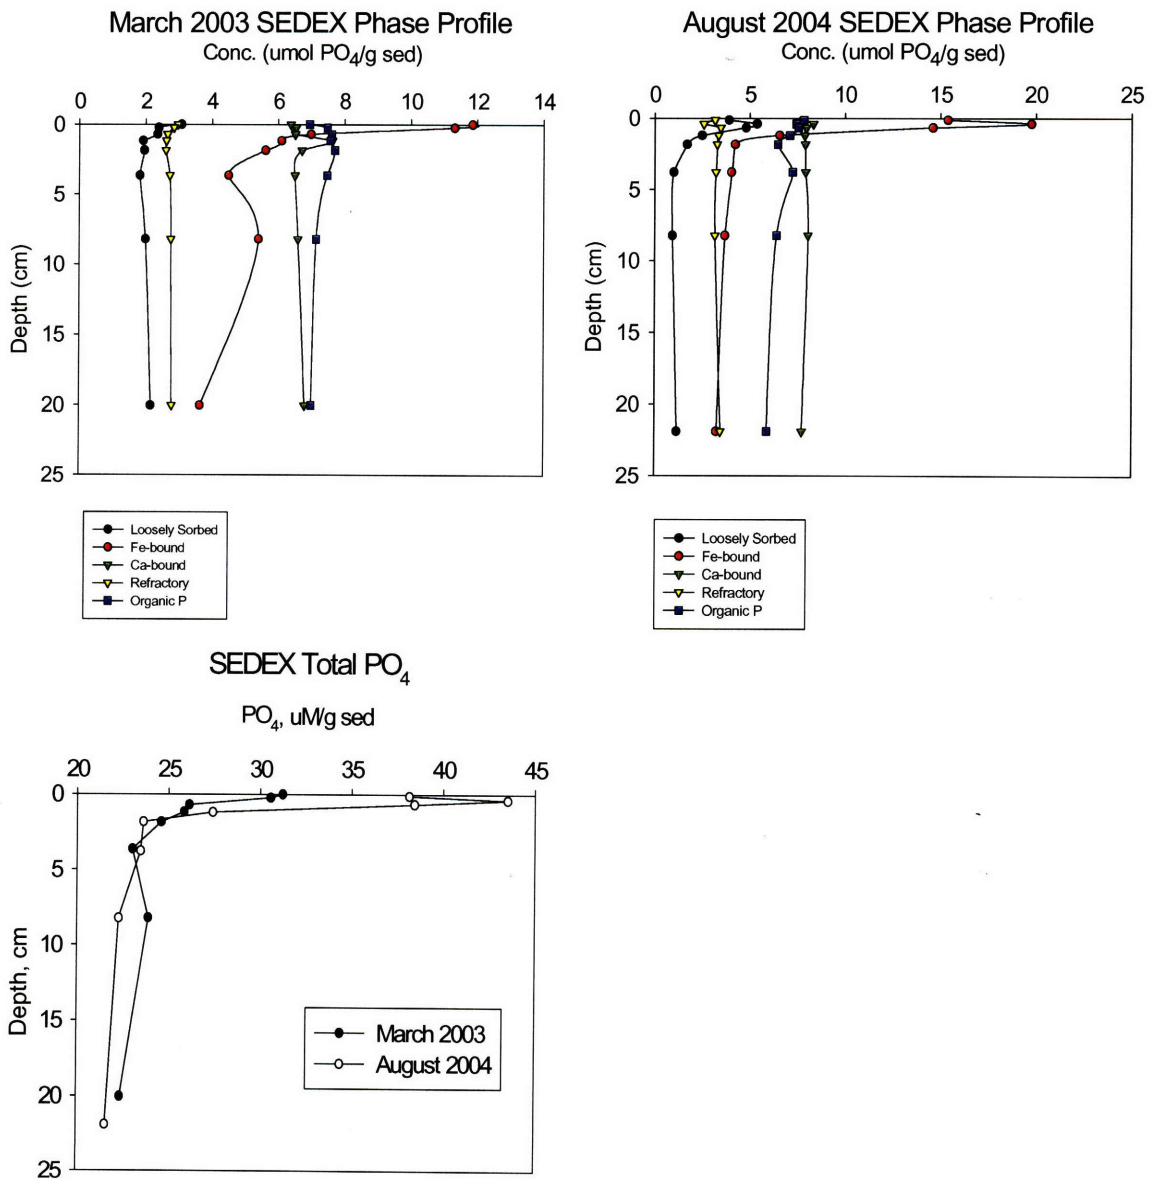 March 2003 SEDEX Phase Profile
Conc. (umol PO4/g sed)
0 2 4 6 8 10 12 14
0
5
10
15
20
25
Depth (cm)
Loosely Sorbed
Fe-bound
Ca-bound
Refractory
Organic P
August 2004 SEDEX Phase Profile
Conc. (umol PO4/g sed)
0 5 10 15 20 25
0
5
10
15
20
25
Depth (cm)
Loosely Sorbed
Fe-bound
Ca-bound
Refractory
Organic P
SEDEX Total PO4
PO4, uM/g sed
20 25 30 35 40 45
0
5
10
15
20
25
Depth, cm
March 2003
August 2004